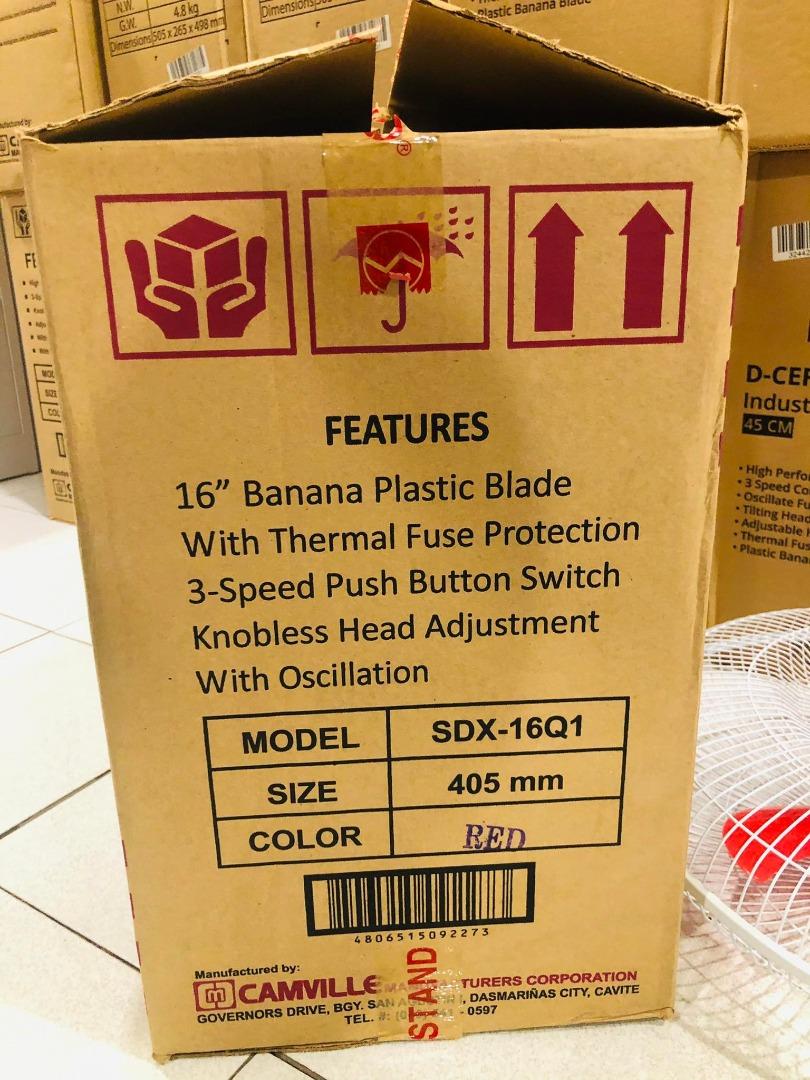 N.W. 4.8 kg
G.W.
Dimensions 505 x 265 x 498 mm
Dimensions
Plastic Banana Blade
FEATURES
16” Banana Plastic Blade
With Thermal Fuse Protection
3-Speed Push Button Switch
Knobless Head Adjustment
With Oscillation
MODEL SDX-16Q1
SIZE 405 mm
COLOR RED
4806515092273
Manufactured by:
CAMVILLE TURERS CORPORATION
GOVERNORS DRIVE, BGY. SAN , DASMARIÑAS CITY, CAVITE
TEL. #: - 0597
STAND
D-CER
Indust
45 CM
• High Perfo
• 3 Speed Co
• Oscillate Fu
• Tilting Head
• Adjustable
• Thermal Fus
• Plastic Bana